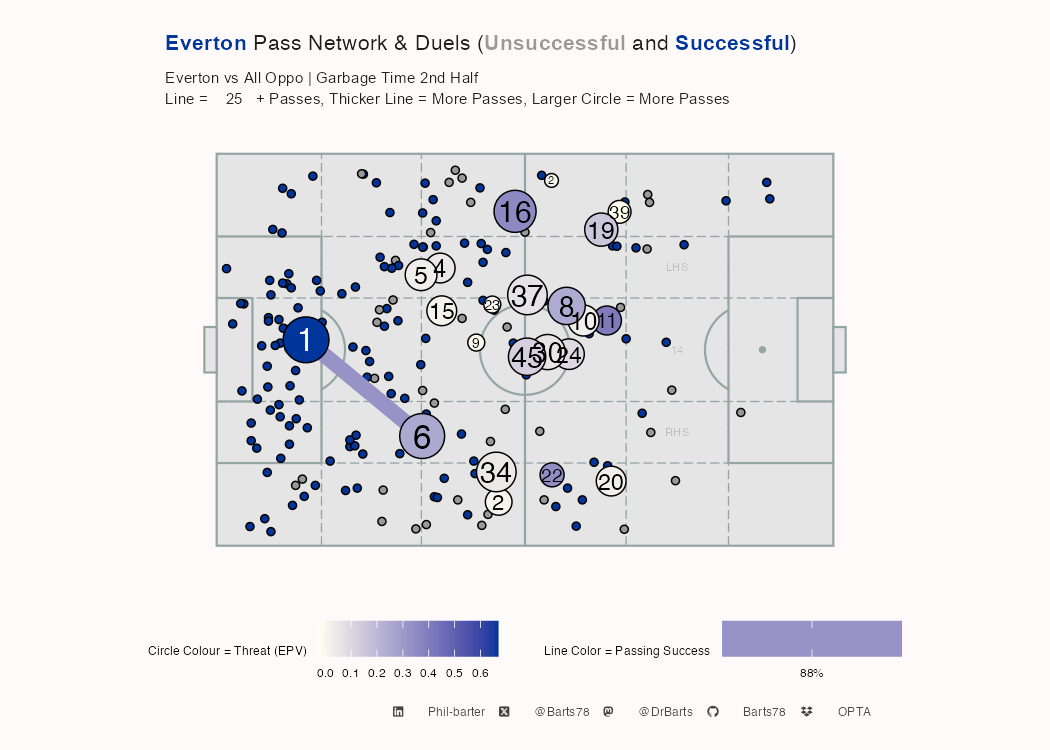 Everton Pass Network & Duels (Unsuccessful and Successful)
Everton vs All Oppo | Garbage Time 2nd Half
Line = 25 + Passes, Thicker Line = More Passes, Larger Circle = More Passes
2
16
39
19
LHS
5
4
37
23
15
8
10
11
1
9
45
30
24
14
6
RHS
34
22
20
2
Circle Colour = Threat (EPV)
0.0 0.1 0.2 0.3 0.4 0.5 0.6
Line Color = Passing Success
88%
Phil-barter @Barts78 @DrBarts Barts78 OPTA